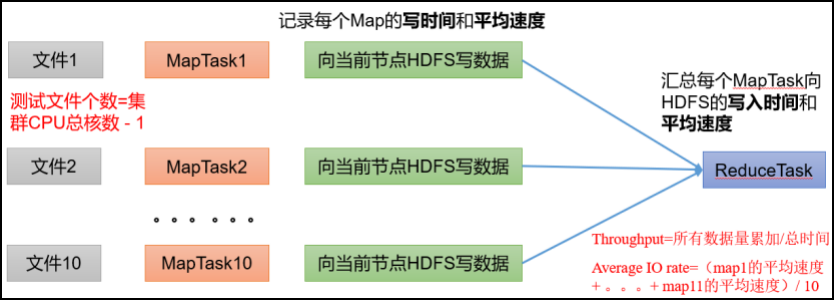 记录每个Map的写时间和平均速度
文件1
MapTask1
向当前节点HDFS写数据
测试文件个数=集
群CPU总核数 - 1
汇总每个MapTask向
HDFS的写入时间和
平均速度
文件2
MapTask2
向当前节点HDFS写数据
ReduceTask
。。。。。。
文件10
MapTask10
向当前节点HDFS写数据
Throughput=所有数据量累加/总时间
Average IO rate=（map1的平均速度
+ 。。。+ map11的平均速度）/ 10